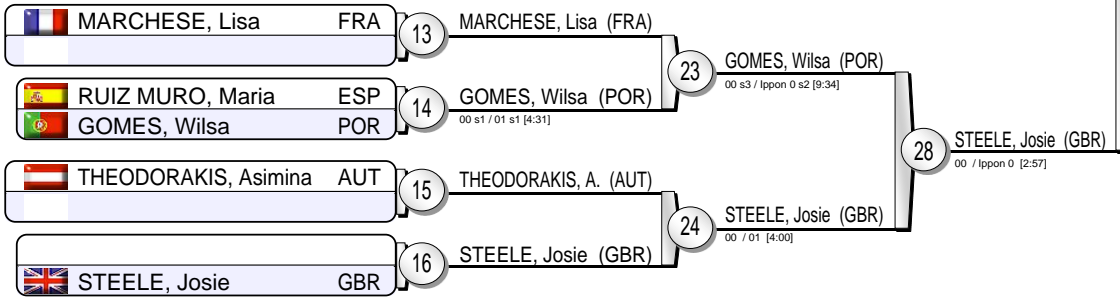 MARCHESE, Lisa FRA
13
MARCHESE, Lisa (FRA)
RUIZ MURO, Maria ESP
GOMES, Wilsa POR
14
GOMES, Wilsa (POR)
00 s1 / 01 s1 [4:31]
23
GOMES, Wilsa (POR)
00 s3 / Ippon 0 s2 [9:34]
THEODORAKIS, Asimina AUT
15
THEODORAKIS, A. (AUT)
STEELE, Josie GBR
16
STEELE, Josie (GBR)
24
STEELE, Josie (GBR)
00 / 01 [4:00]
28
STEELE, Josie (GBR)
00 / Ippon 0 [2:57]